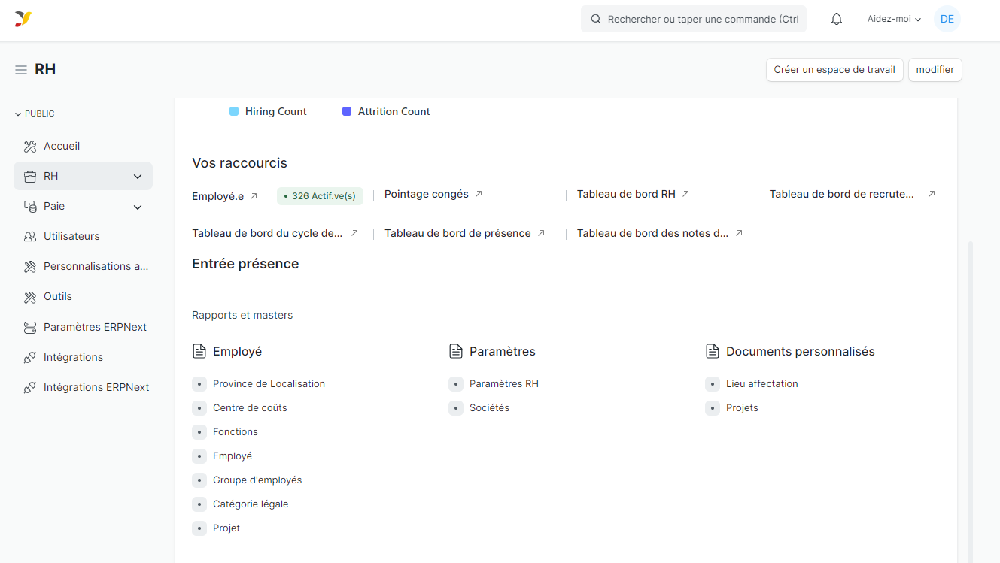 Rechercher ou taper une commande (Ctrl
Aidez-moi
DE
RH
Créer un espace de travail
modifier
PUBLIC
Accueil
RH
Paie
Utilisateurs
Personnalisations a...
Outils
Paramètres ERPNext
Intégrations
Intégrations ERPNext
Hiring Count
Attrition Count
Vos raccourcis
Employé.e
326 Actif.ve(s)
Pointage congés
Tableau de bord RH
Tableau de bord de recrute...
Tableau de bord du cycle de...
Tableau de bord de présence
Tableau de bord des notes d...
Entrée présence
Rapports et masters
Employé
Province de Localisation
Centre de coûts
Fonctions
Employé
Groupe d'employés
Catégorie légale
Projet
Paramètres
Paramètres RH
Sociétés
Documents personnalisés
Lieu affectation
Projets